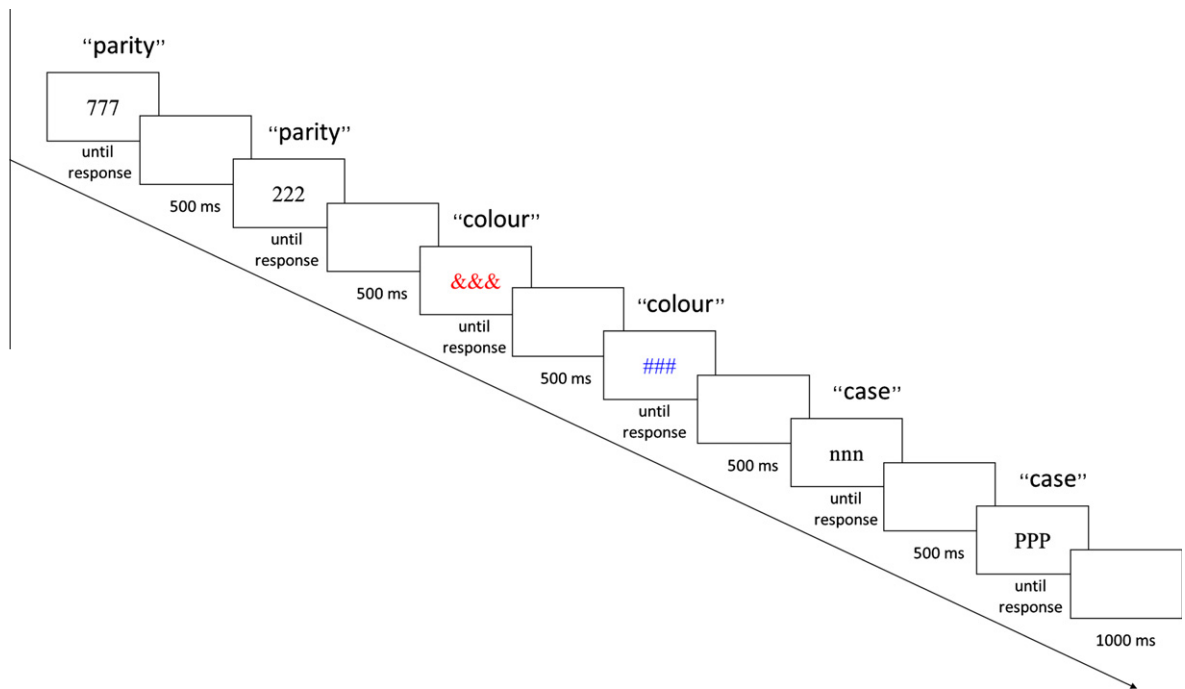 “parity”
777
until
response
500 ms
“parity”
222
until
response
500 ms
“colour”
&&&
until
response
500 ms
“colour”
###
until
response
500 ms
“case”
nnn
until
response
500 ms
“case”
PPP
until
response
1000 ms